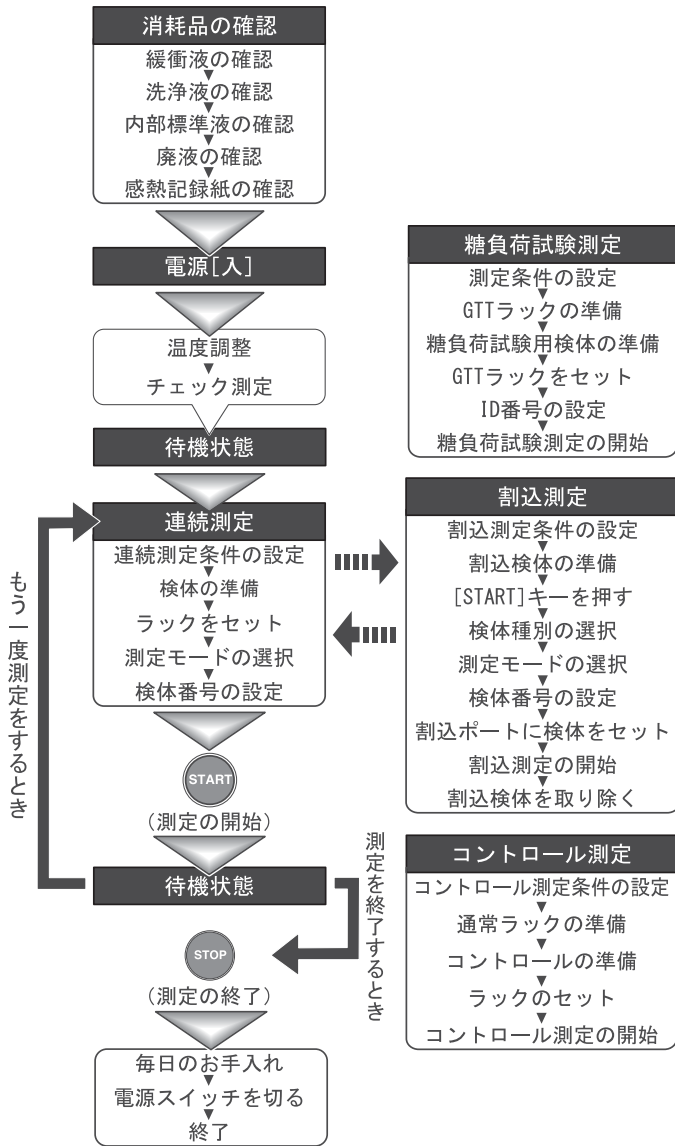 消耗品の確認
緩衝液の確認
洗浄液の確認
内部標準液の確認
廃液の確認
感熱記録紙の確認
電源[入]
温度調整
チェック測定
待機状態
連続測定
連続測定条件の設定
検体の準備
ラックをセット
測定モードの選択
検体番号の設定
START
(測定の開始)
待機状態
もう一度測定をするとき
測定を終了するとき
STOP
(測定の終了)
毎日のお手入れ
電源スイッチを切る
終了
糖負荷試験測定
測定条件の設定
GTTラックの準備
糖負荷試験用検体の準備
GTTラックをセット
ID番号の設定
糖負荷試験測定の開始
割込測定
割込測定条件の設定
割込検体の準備
[START]キーを押す
検体種別の選択
測定モードの選択
検体番号の設定
割込ポートに検体をセット
割込測定の開始
割込検体を取り除く
コントロール測定
コントロール測定条件の設定
通常ラックの準備
コントロールの準備
ラックのセット
コントロール測定の開始